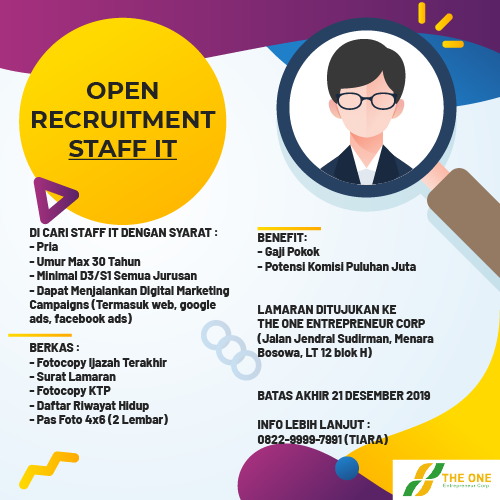 OPEN
RECRUITMENT
STAFF IT
DI CARI STAFF IT DENGAN SYARAT :
- Pria
- Umur Max 30 Tahun
- Minimal D3/S1 Semua Jurusan
- Dapat Menjalankan Digital Marketing
Campaigns (Termasuk web, google
ads, facebook ads)
BERKAS :
- Fotocopy Ijazah Terakhir
- Surat Lamaran
- Fotocopy KTP
- Daftar Riwayat Hidup
- Pas Foto 4x6 (2 Lembar)
BENEFIT:
- Gaji Pokok
- Potensi Komisi Puluhan Juta
LAMARAN DITUJUKAN KE
THE ONE ENTREPRENEUR CORP
(Jalan Jendral Sudirman, Menara
Bosowa, LT 12 blok H)
BATAS AKHIR 21 DESEMBER 2019
INFO LEBIH LANJUT :
0822-9999-7991 (TIARA)
THE ONE
Entrepreneur Corp.